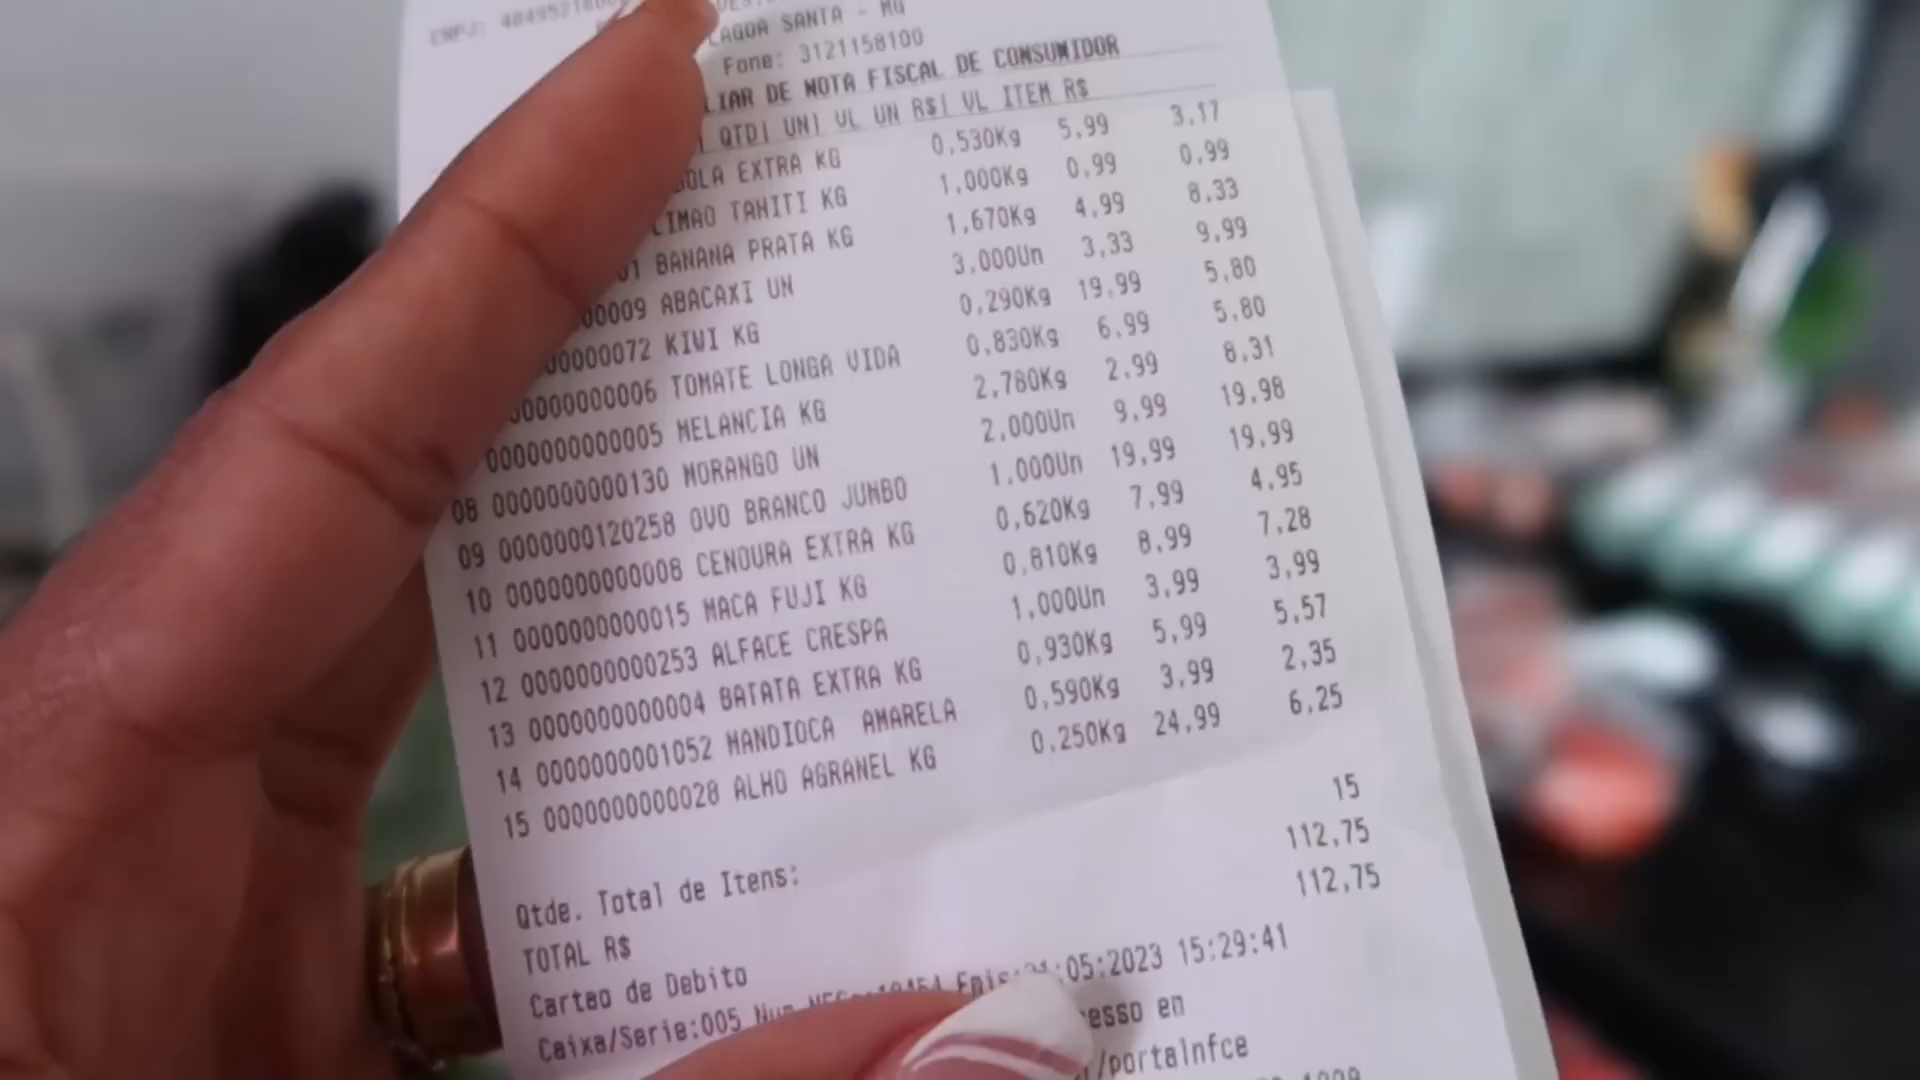 CNPJ:
LAGOA SANTA - MG
Fone: 3121158100
LIAR DE NOTA FISCAL DE CONSUMIDOR
QTD| UN| VL UN R$| VL ITEM R$
BOLA EXTRA KG 0,530Kg 5,99 3,17
LIMAO TAHITI KG 1,000Kg 0,99 0,99
01 BANANA PRATA KG 1,670Kg 4,99 8,33
00009 ABACAXI UN 3,000Un 3,33 9,99
00000072 KIWI KG 0,290Kg 19,99 5,80
00000000006 TOMATE LONGA VIDA 0,830Kg 6,99 5,80
0000000000005 MELANCIA KG 2,780Kg 2,99 8,31
08 0000000000130 MORANGO UN 2,000Un 9,99 19,98
09 0000000120258 OVO BRANCO JUMBO 1,000Un 19,99 19,99
10 0000000000008 CENOURA EXTRA KG 0,620Kg 7,99 4,95
11 0000000000015 MACA FUJI KG 0,810Kg 8,99 7,28
12 0000000000253 ALFACE CRESPA 1,000Un 3,99 3,99
13 0000000000004 BATATA EXTRA KG 0,930Kg 5,99 5,57
14 0000000001052 MANDIOCA AMARELA 0,590Kg 3,99 2,35
15 0000000000028 ALHO AGRANEL KG 0,250Kg 24,99 6,25
Qtde. Total de Itens: 15
TOTAL R$ 112,75
Cartao de Debito 112,75
Caixa/Serie:005 Num 05:2023 15:29:41
esso em
/portalnfce